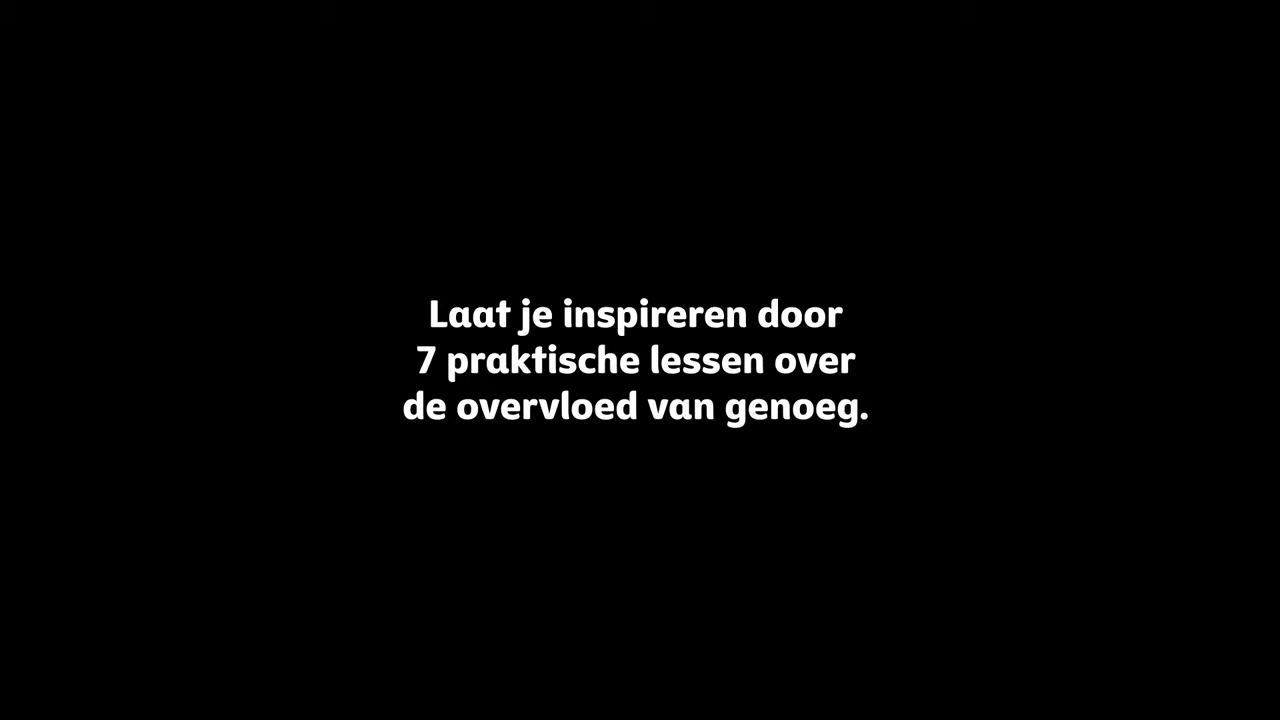 Laat je inspireren door
7 praktische lessen over
de overvloed van genoeg.